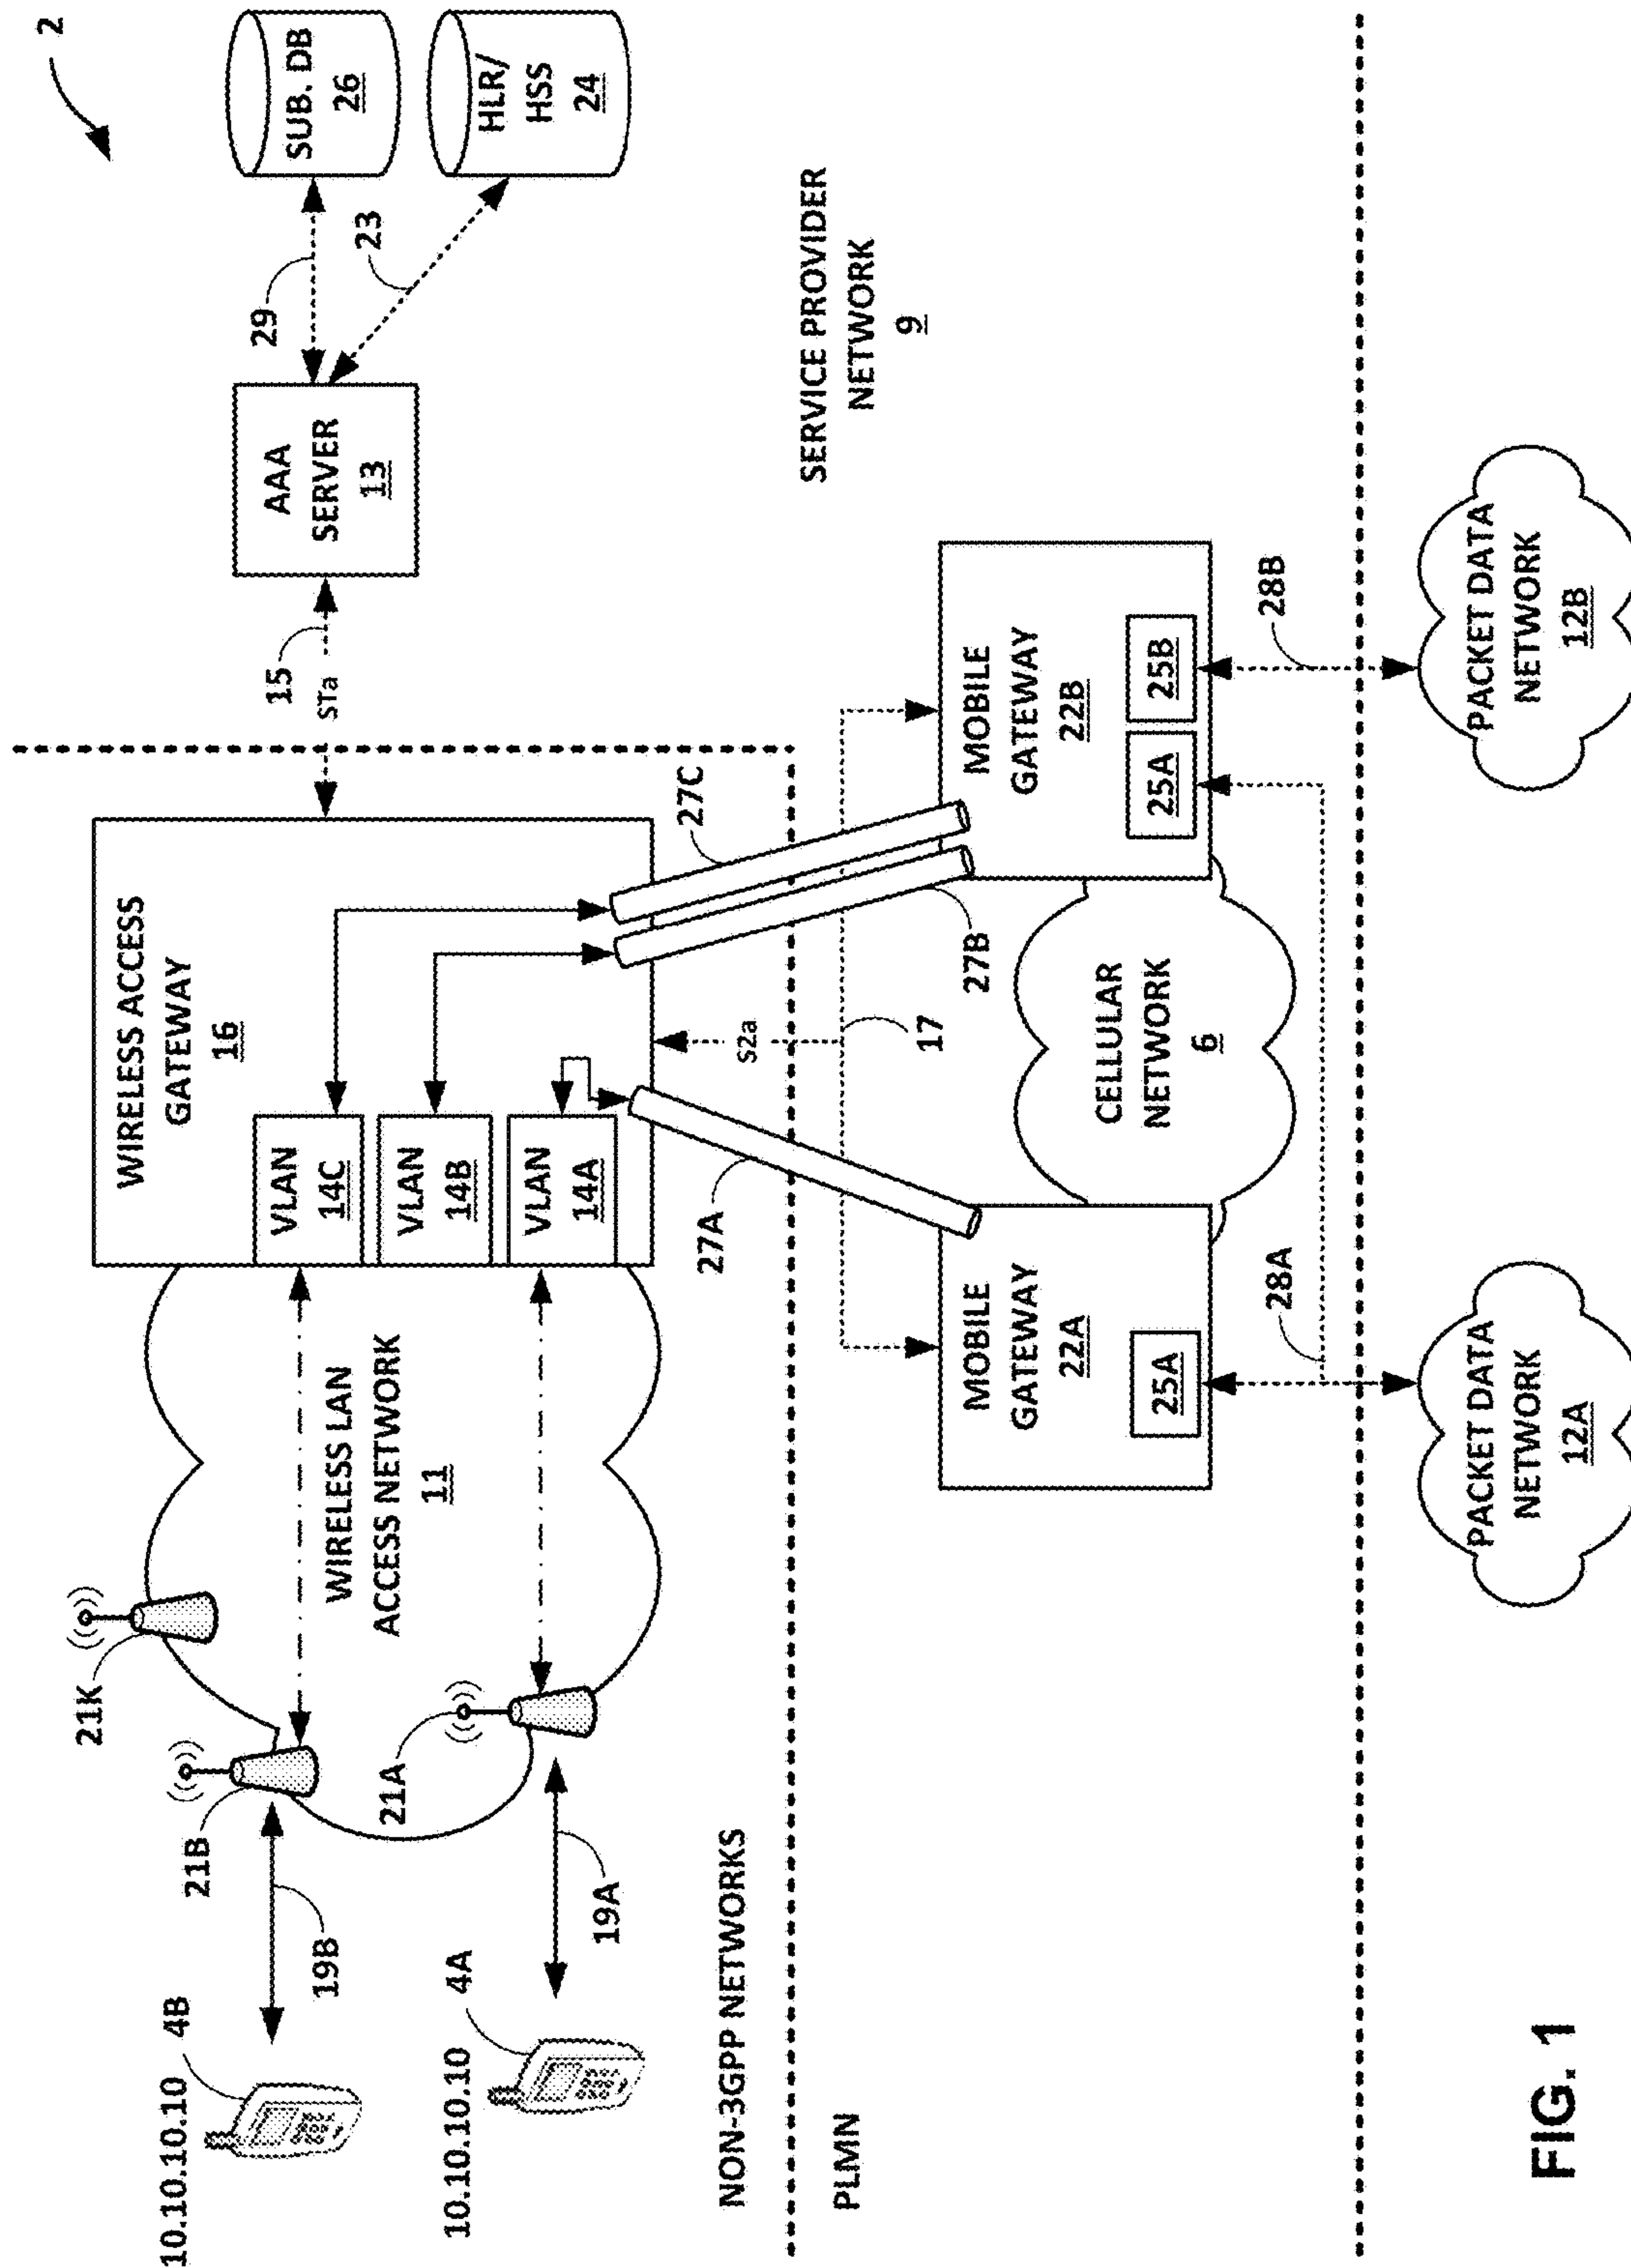 2
10.10.10.10
4B
19B
21B
21K
10.10.10.10
4A
19A
21A
WIRELESS LAN
ACCESS NETWORK
11
WIRELESS ACCESS
GATEWAY
16
VLAN
14C
VLAN
14B
VLAN
14A
15
STa
AAA
SERVER
13
29
23
SUB. DB
26
HLR/
HSS
24
NON-3GPP NETWORKS
PLMN
SERVICE PROVIDER
NETWORK
9
27A
S2a
17
27C
27B
MOBILE
GATEWAY
22A
25A
CELLULAR
NETWORK
6
MOBILE
GATEWAY
22B
25A
25B
28A
28B
PACKET DATA
NETWORK
12A
PACKET DATA
NETWORK
12B
FIG. 1